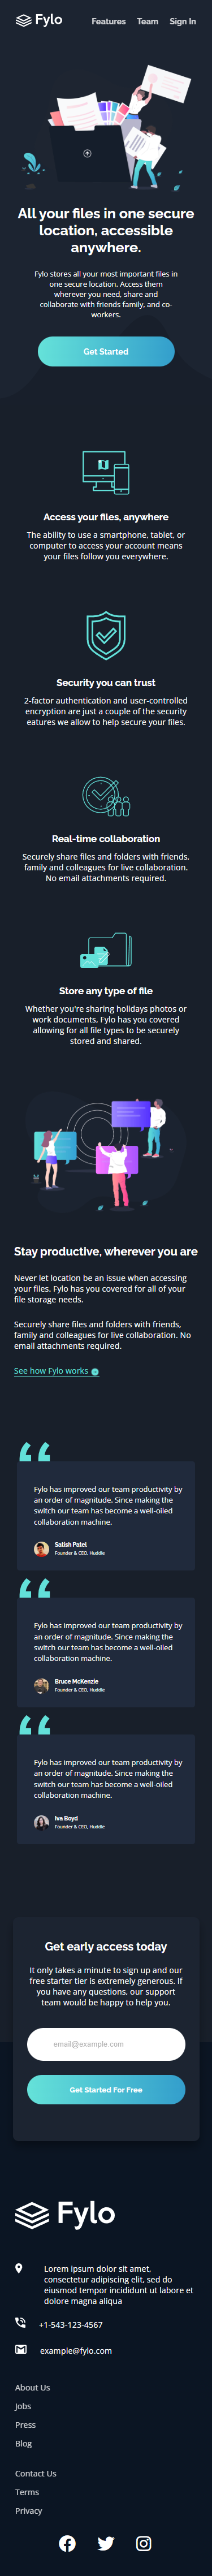 Fylo
Features Team Sign In
All your files in one secure
location, accessible
anywhere.
Fylo stores all your most important files in
one secure location. Access them
wherever you need, share and
collaborate with friends family, and co-
workers.
Get Started
Access your files, anywhere
The ability to use a smartphone, tablet, or
computer to access your account means
your files follow you everywhere.
Security you can trust
2-factor authentication and user-controlled
encryption are just a couple of the security
eatures we allow to help secure your files.
Real-time collaboration
Securely share files and folders with friends,
family and colleagues for live collaboration.
No email attachments required.
Store any type of file
Whether you're sharing holidays photos or
work documents, Fylo has you covered
allowing for all file types to be securely
stored and shared.
Stay productive, wherever you are
Never let location be an issue when accessing
your files. Fylo has you covered for all of your
file storage needs.
Securely share files and folders with friends,
family and colleagues for live collaboration. No
email attachments required.
See how Fylo works
Fylo has improved our team productivity by
an order of magnitude. Since making the
switch our team has become a well-oiled
collaboration machine.
Satish Patel
Founder & CEO, Huddle
Fylo has improved our team productivity by
an order of magnitude. Since making the
switch our team has become a well-oiled
collaboration machine.
Bruce McKenzie
Founder & CEO, Huddle
Fylo has improved our team productivity by
an order of magnitude. Since making the
switch our team has become a well-oiled
collaboration machine.
Iva Boyd
Founder & CEO, Huddle
Get early access today
It only takes a minute to sign up and our
free starter tier is extremely generous. If
you have any questions, our support
team would be happy to help you.
email@example.com
Get Started For Free
Fylo
Lorem ipsum dolor sit amet,
consectetur adipiscing elit, sed do
eiusmod tempor incididunt ut labore et
dolore magna aliqua
+1-543-123-4567
example@fylo.com
About Us
Jobs
Press
Blog
Contact Us
Terms
Privacy